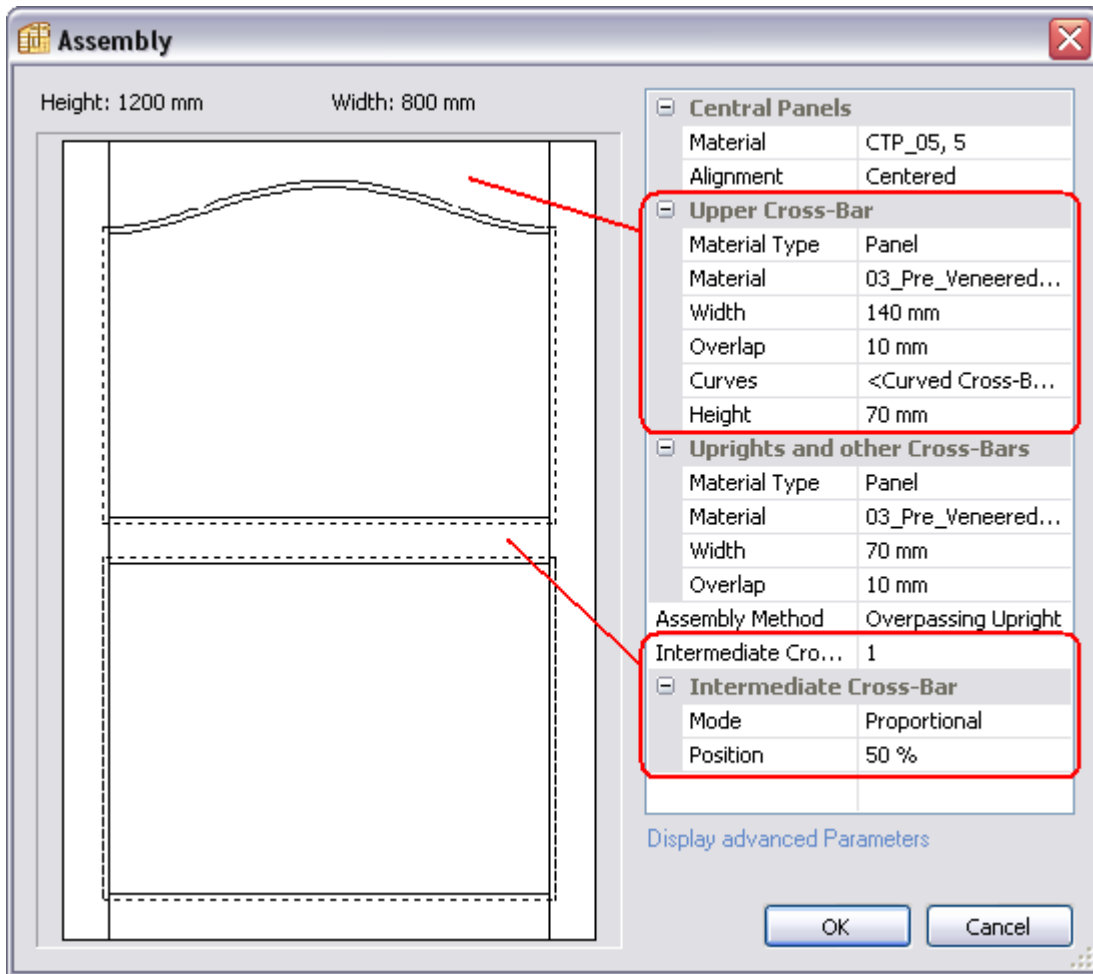 Assembly
Height: 1200 mm Width: 800 mm
Central Panels
Material CTP_05, 5
Alignment Centered
Upper Cross-Bar
Material Type Panel
Material 03_Pre_Veneered...
Width 140 mm
Overlap 10 mm
Curves <Curved Cross-B...
Height 70 mm
Uprights and other Cross-Bars
Material Type Panel
Material 03_Pre_Veneered...
Width 70 mm
Overlap 10 mm
Assembly Method Overpassing Upright
Intermediate Cro... 1
Intermediate Cross-Bar
Mode Proportional
Position 50 %
Display advanced Parameters
OK Cancel